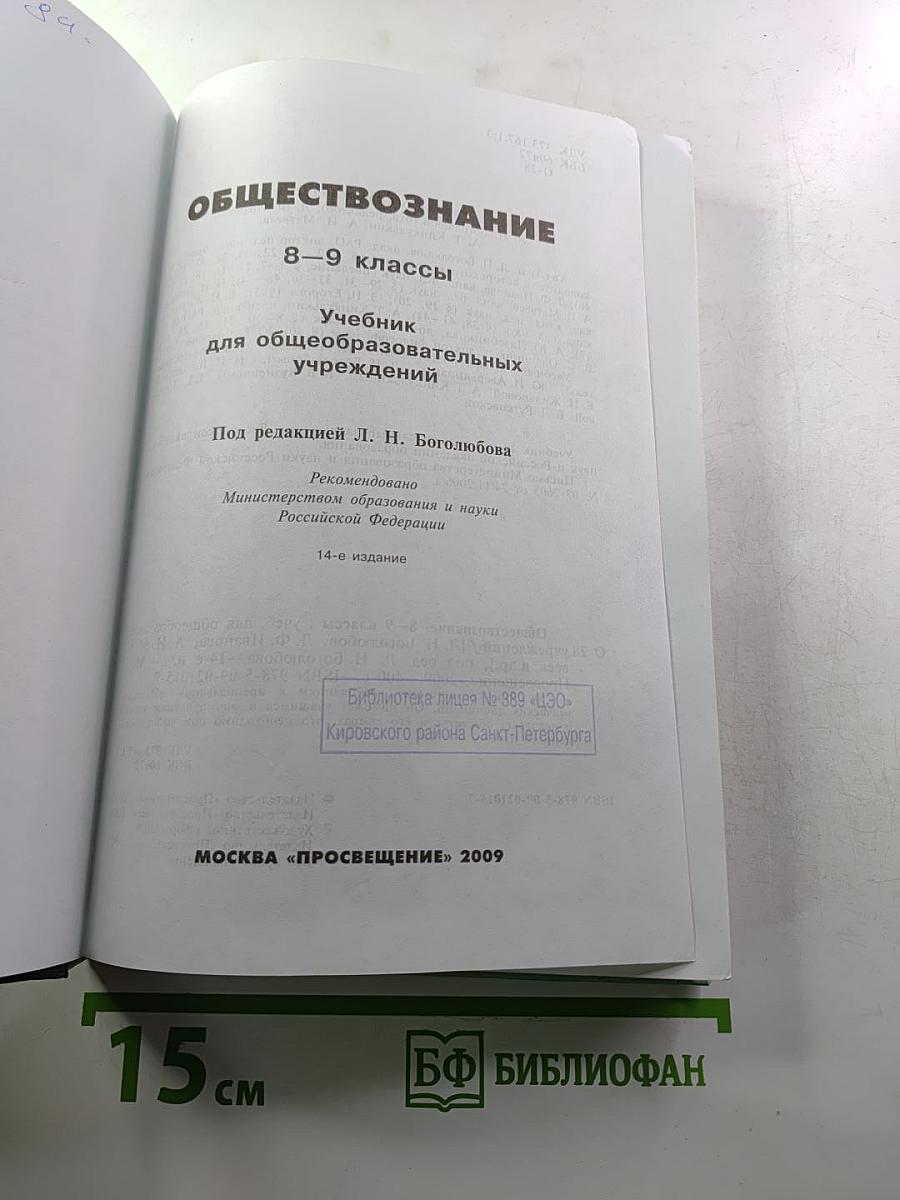 ОБЩЕСТВОЗНАНИЕ
8—9 классы
Учебник
для общеобразовательных
учреждений
Под редакцией Л. Н. Боголюбова
Рекомендовано
Министерством образования и науки
Российской Федерации
14-е издание
Библиотека лицея № 389 «ЦЭО»
Кировского района Санкт-Петербурга
МОСКВА «ПРОСВЕЩЕНИЕ» 2009
15 см
БФ БИБЛИОФАН